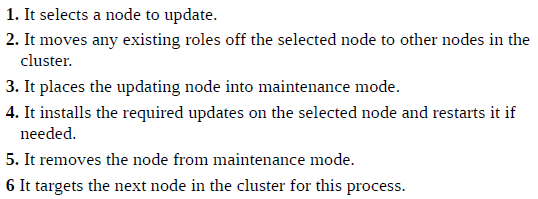 1. It selects a node to update.
2. It moves any existing roles off the selected node to other nodes in the
cluster.
3. It places the updating node into maintenance mode.
4. It installs the required updates on the selected node and restarts it if
needed.
5. It removes the node from maintenance mode.
6 It targets the next node in the cluster for this process.